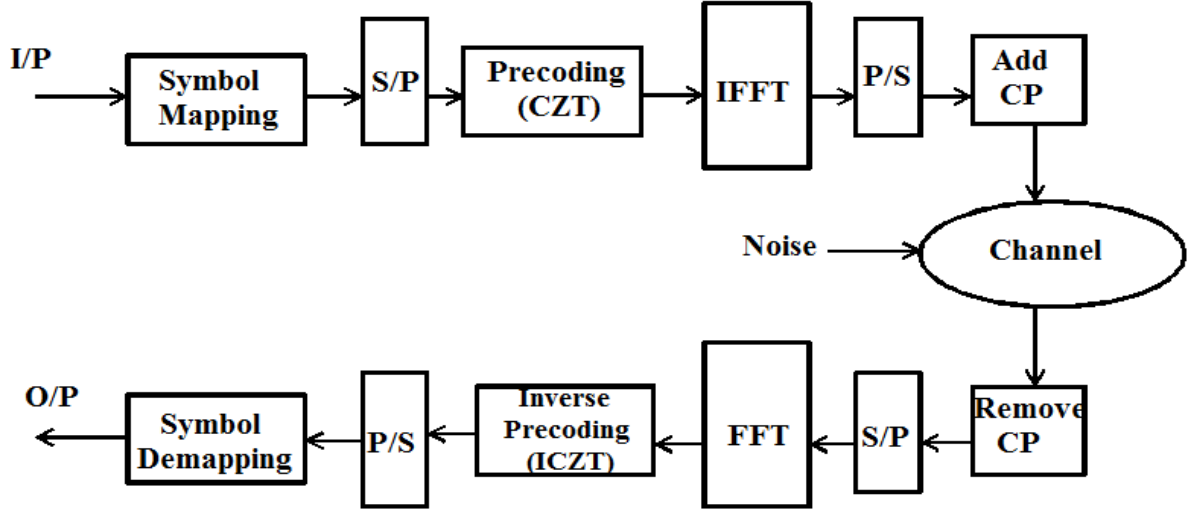 I/P
Symbol
Mapping
S/P
Precoding
(CZT)
IFFT
P/S
Add
CP
Noise
Channel
O/P
Symbol
Demapping
P/S
Inverse
Precoding
(ICZT)
FFT
S/P
Remove
CP